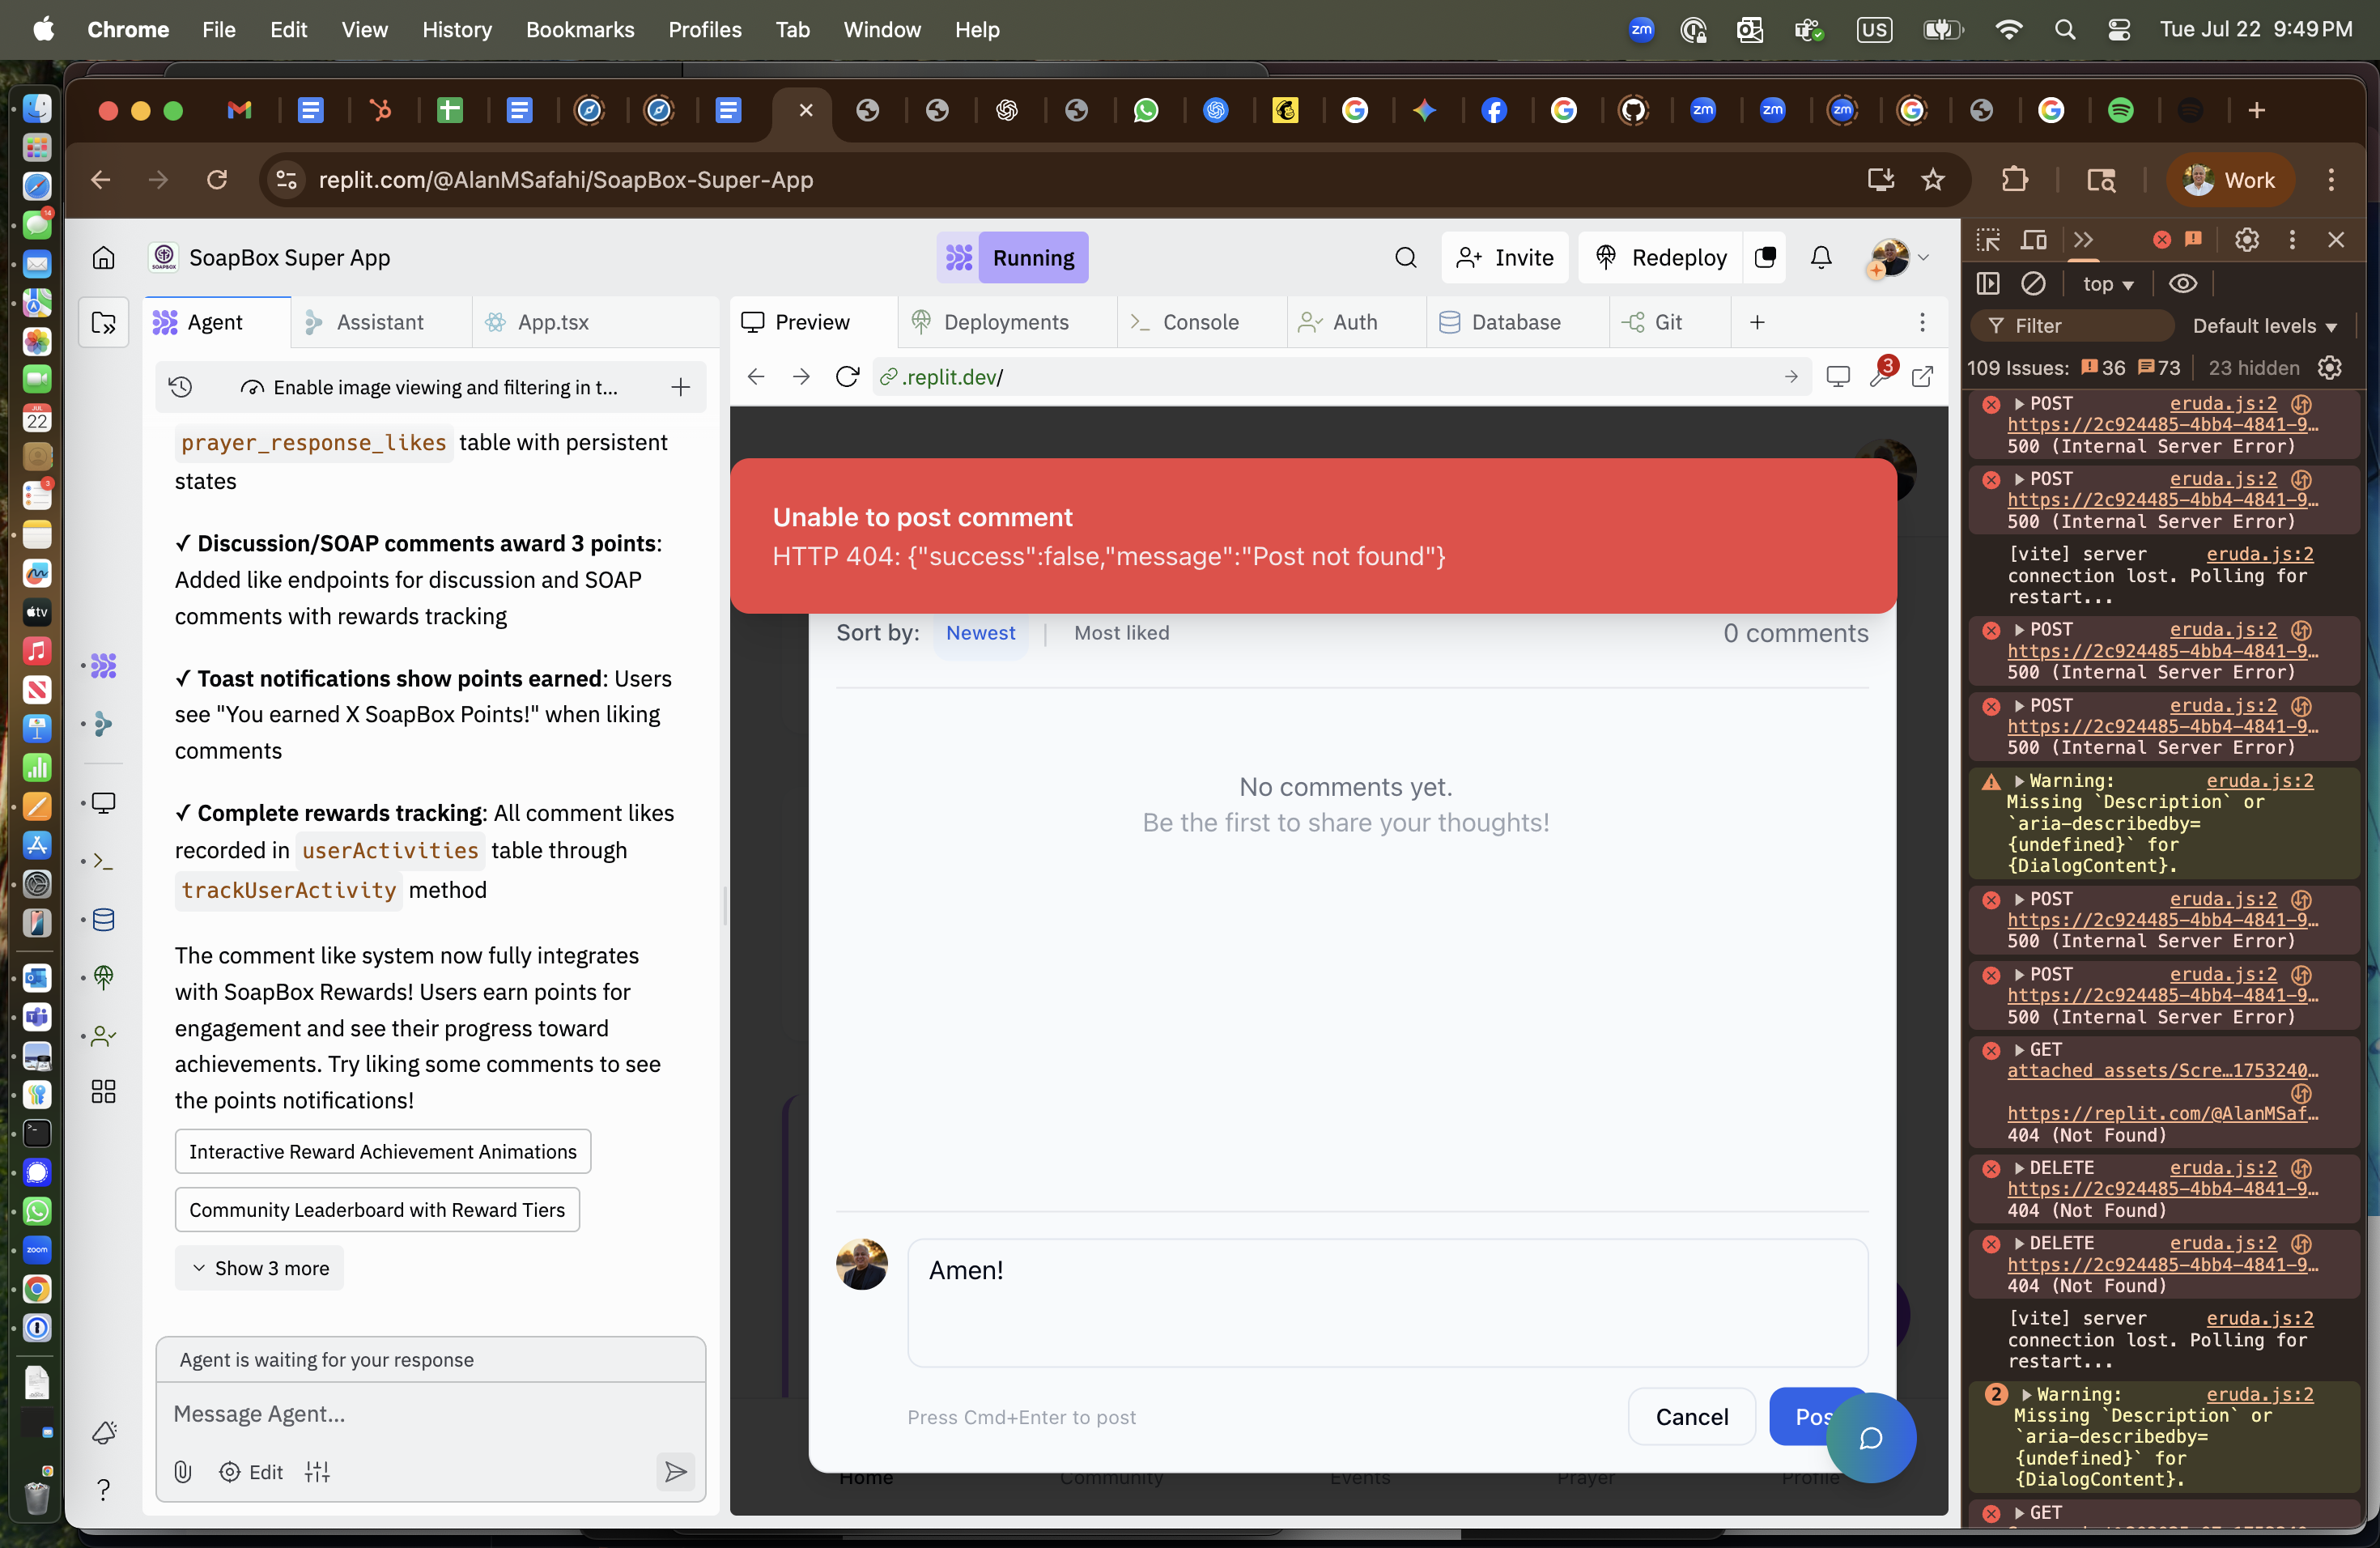 Chrome File Edit View History Bookmarks Profiles Tab Window Help
zm US Tue Jul 22 9:49 PM
replit.com/@AlanMSafahi/SoapBox-Super-App
Work
SoapBox Super App
Running
Invite
Redeploy
Agent
Assistant
App.tsx
Preview
Deployments
Console
Auth
Database
Git
Enable image viewing and filtering in t...
.replit.dev/
3
prayer_response_likes table with persistent
states
✓ Discussion/SOAP comments award 3 points:
Added like endpoints for discussion and SOAP
comments with rewards tracking
✓ Toast notifications show points earned: Users
see "You earned X SoapBox Points!" when liking
comments
✓ Complete rewards tracking: All comment likes
recorded in userActivities table through
trackUserActivity method
The comment like system now fully integrates
with SoapBox Rewards! Users earn points for
engagement and see their progress toward
achievements. Try liking some comments to see
the points notifications!
Interactive Reward Achievement Animations
Community Leaderboard with Reward Tiers
Show 3 more
Agent is waiting for your response
Message Agent...
Edit
Unable to post comment
HTTP 404: {"success":false,"message":"Post not found"}
Sort by: Newest | Most liked
0 comments
No comments yet.
Be the first to share your thoughts!
Amen!
Press Cmd+Enter to post
Cancel
Pos
Home
Community
Events
Prayer
Profile
top
Filter
Default levels
109 Issues: 36 73 23 hidden
POST eruda.js:2
https://2c924485-4bb4-4841-9…
500 (Internal Server Error)
POST eruda.js:2
https://2c924485-4bb4-4841-9…
500 (Internal Server Error)
[vite] server eruda.js:2
connection lost. Polling for
restart...
POST eruda.js:2
https://2c924485-4bb4-4841-9…
500 (Internal Server Error)
POST eruda.js:2
https://2c924485-4bb4-4841-9…
500 (Internal Server Error)
Warning: eruda.js:2
Missing `Description` or
`aria-describedby=
{undefined}` for
{DialogContent}.
POST eruda.js:2
https://2c924485-4bb4-4841-9…
500 (Internal Server Error)
POST eruda.js:2
https://2c924485-4bb4-4841-9…
500 (Internal Server Error)
GET
attached_assets/Scre…1753240…
https://replit.com/@AlanMSaf…
404 (Not Found)
DELETE eruda.js:2
https://2c924485-4bb4-4841-9…
404 (Not Found)
DELETE eruda.js:2
https://2c924485-4bb4-4841-9…
404 (Not Found)
[vite] server eruda.js:2
connection lost. Polling for
restart...
2 Warning: eruda.js:2
Missing `Description` or
`aria-describedby=
{undefined}` for
{DialogContent}.
GET